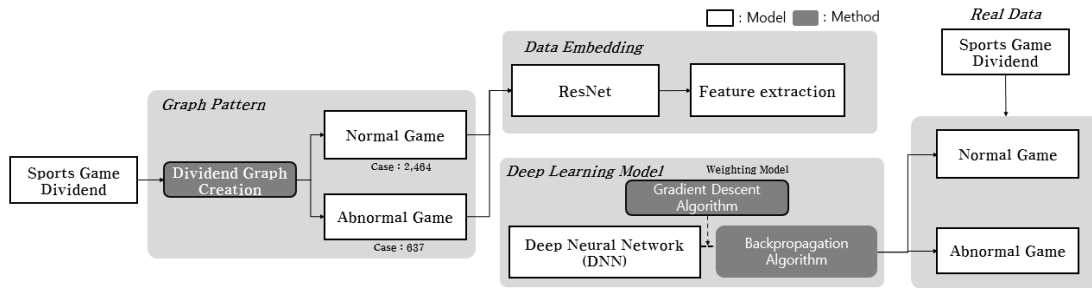 : Model
: Method
Real Data
Sports Game
Dividend
Data Embedding
ResNet
Feature extraction
Graph Pattern
Normal Game
Case : 2,464
Sports Game
Dividend
Dividend Graph
Creation
Abnormal Game
Case : 637
Deep Learning Model
Weighting Model
Gradient Descent
Algorithm
Deep Neural Network
(DNN)
Backpropagation
Algorithm
Normal Game
Abnormal Game